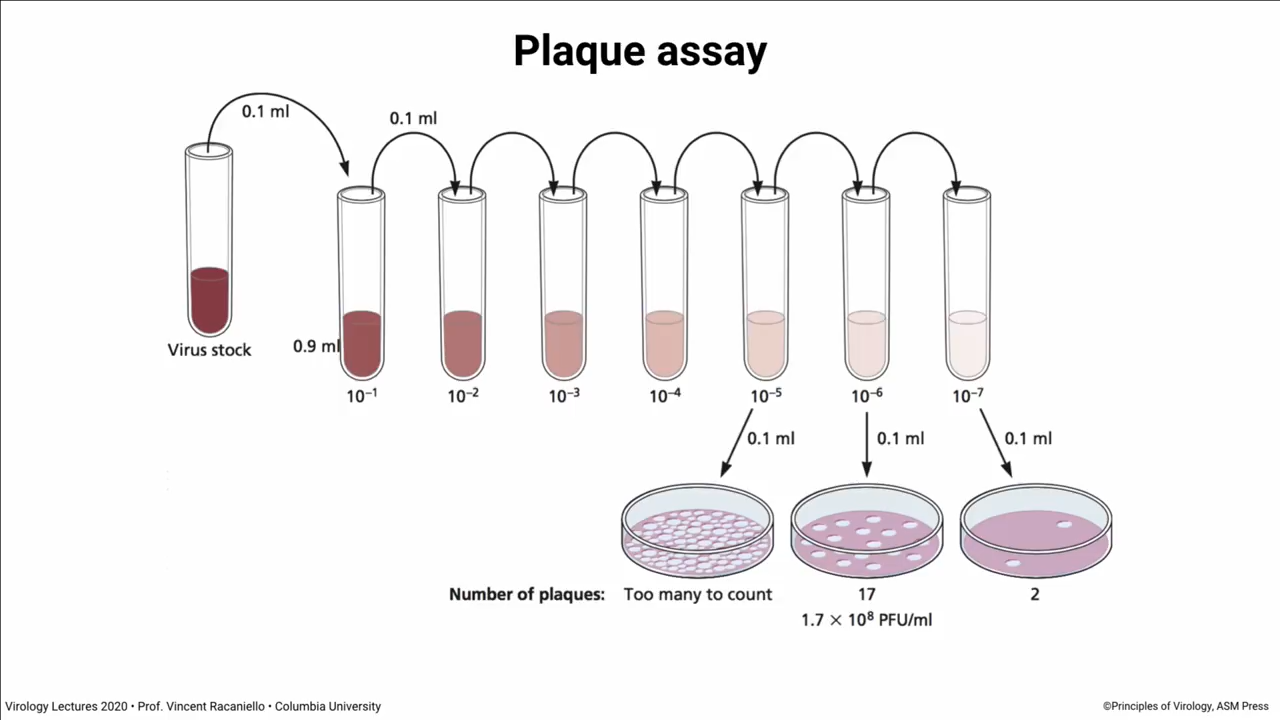 Plaque assay
0.1 ml
0.1 ml
Virus stock
0.9 ml
10⁻¹
10⁻²
10⁻³
10⁻⁴
10⁻⁵
10⁻⁶
10⁻⁷
0.1 ml
0.1 ml
0.1 ml
Number of plaques: Too many to count 17 2
1.7 × 10⁸ PFU/ml
Virology Lectures 2020 • Prof. Vincent Racaniello • Columbia University
©Principles of Virology, ASM Press